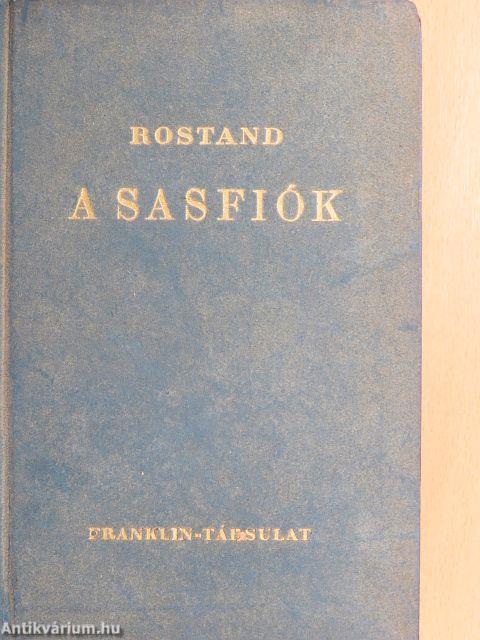 ROSTAND
A SASFIÓK
FRANKLIN-TÁRSULAT
Antikvárium.hu